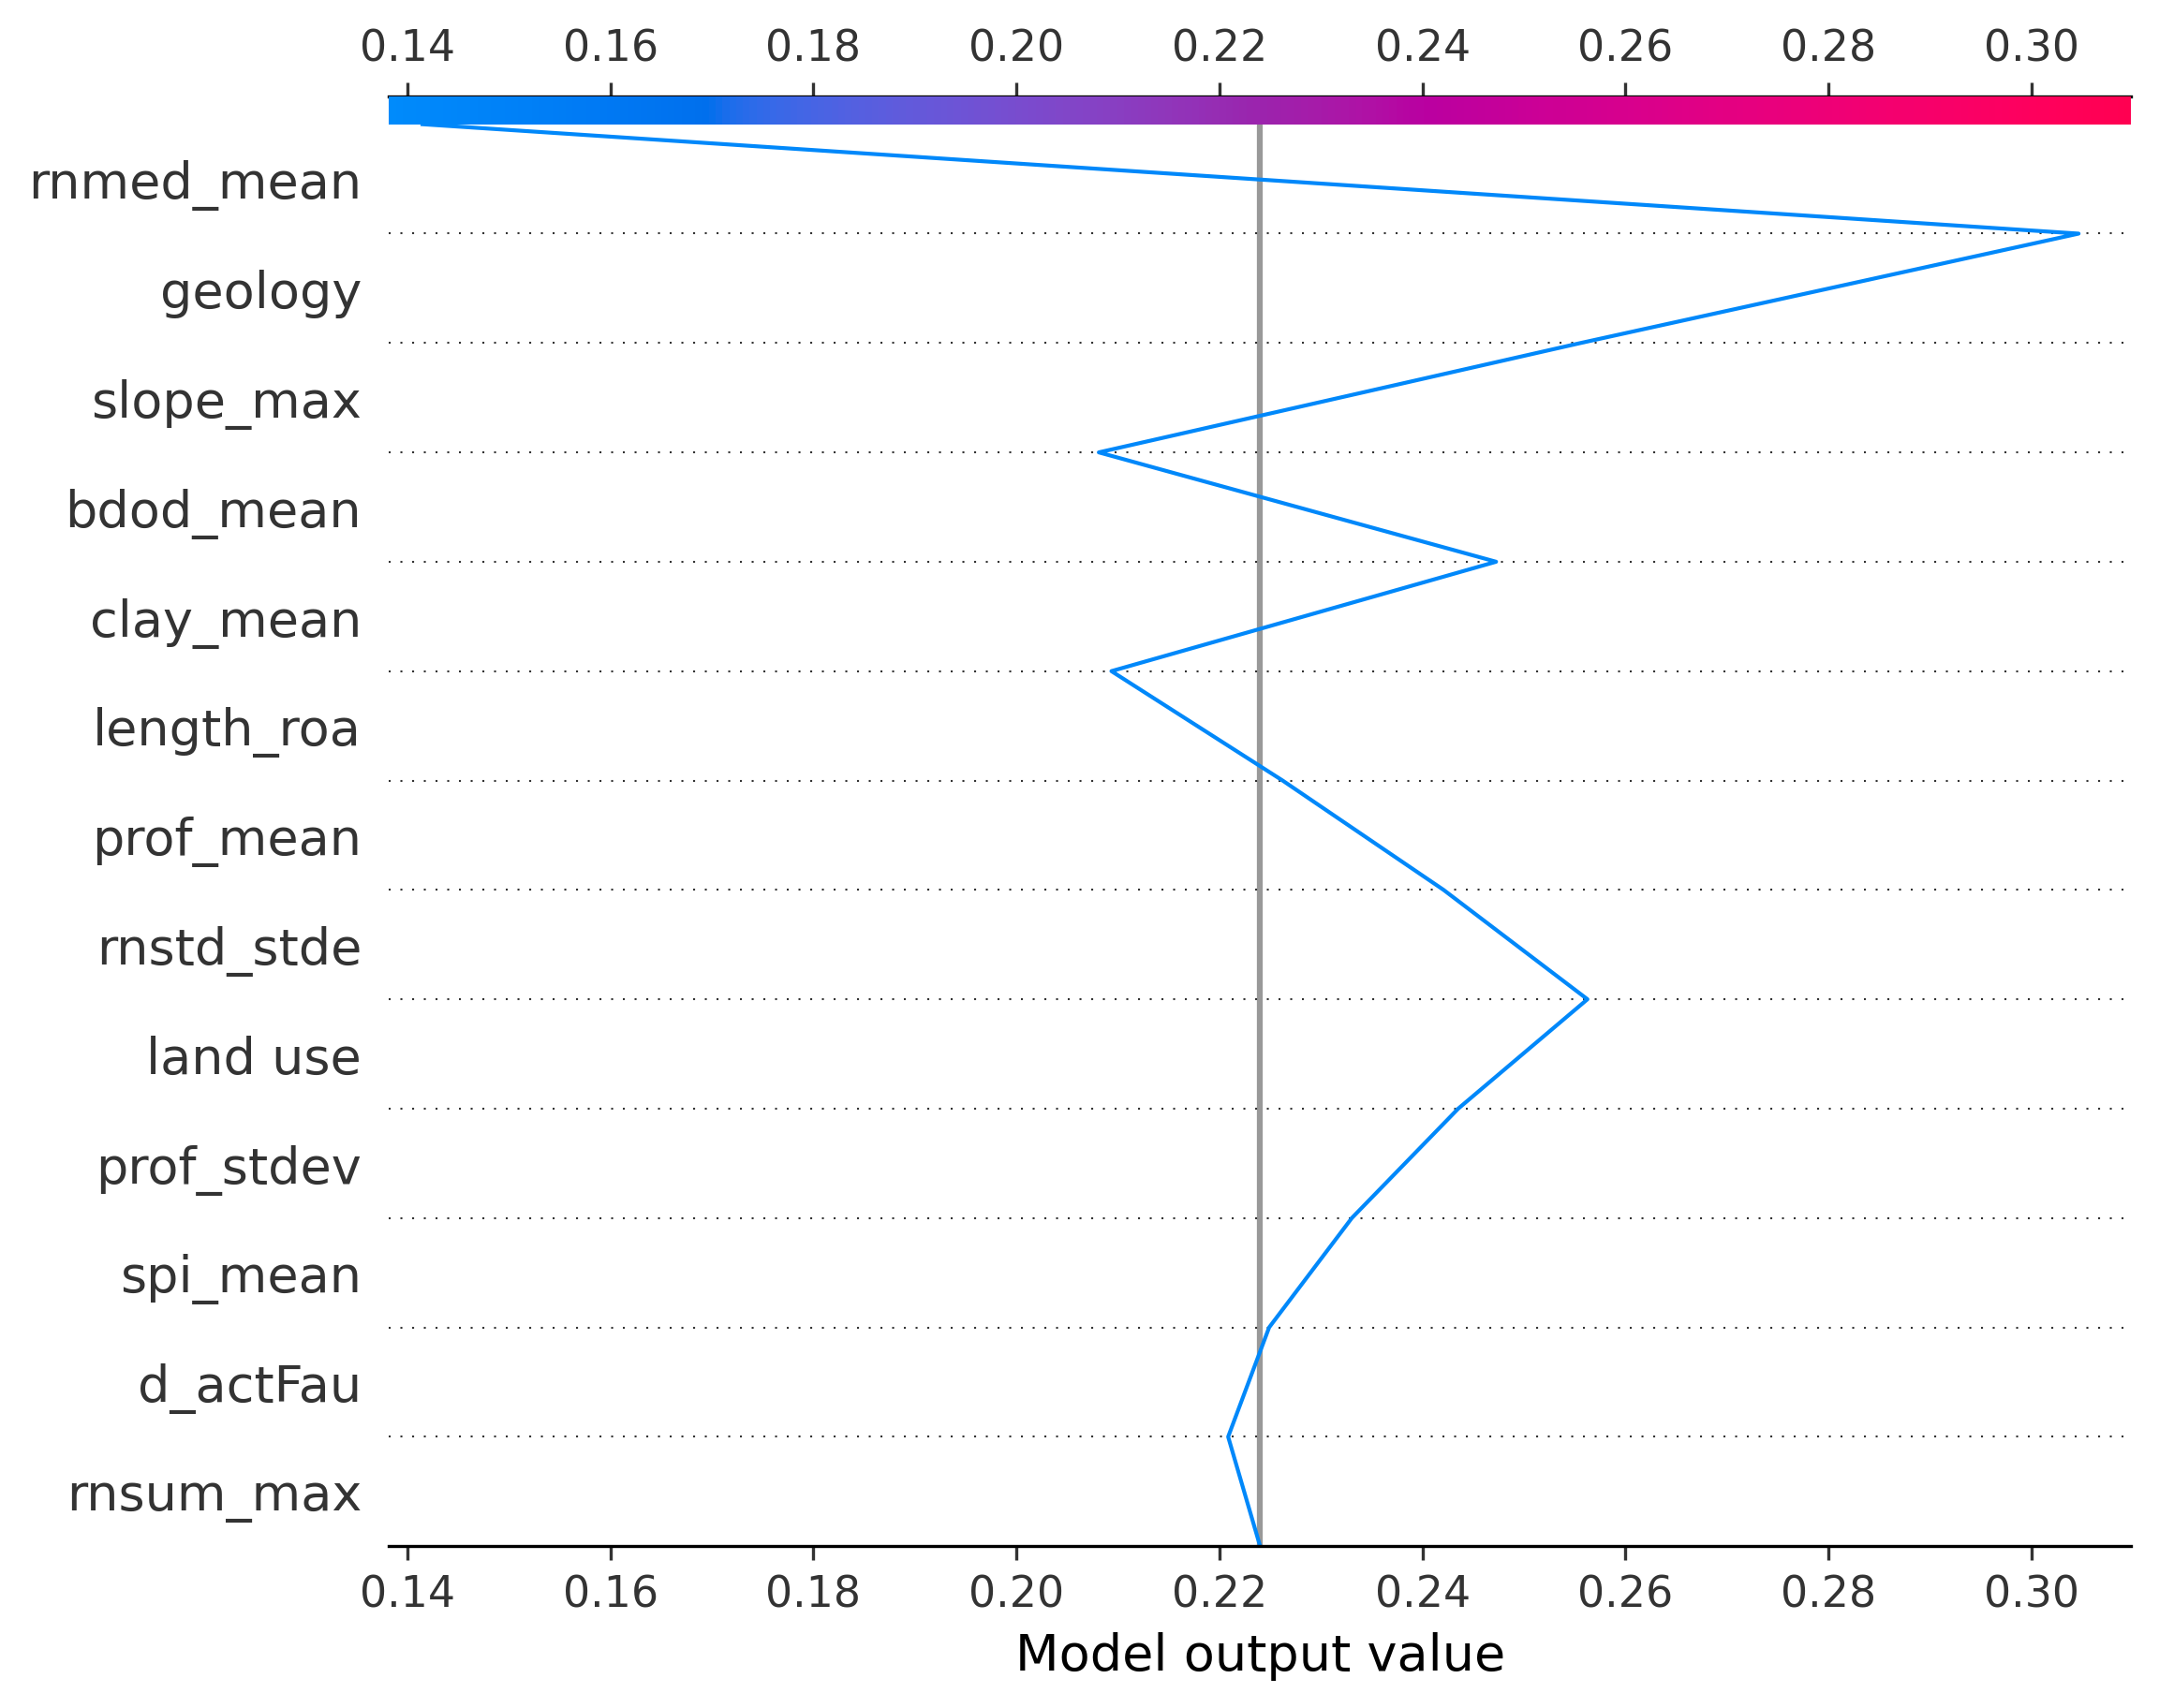 0.14 0.16 0.18 0.20 0.22 0.24 0.26 0.28 0.30
rnmed_mean
geology
slope_max
bdod_mean
clay_mean
length_roa
prof_mean
rnstd_stde
land use
prof_stdev
spi_mean
d_actFau
rnsum_max
0.14 0.16 0.18 0.20 0.22 0.24 0.26 0.28 0.30
Model output value